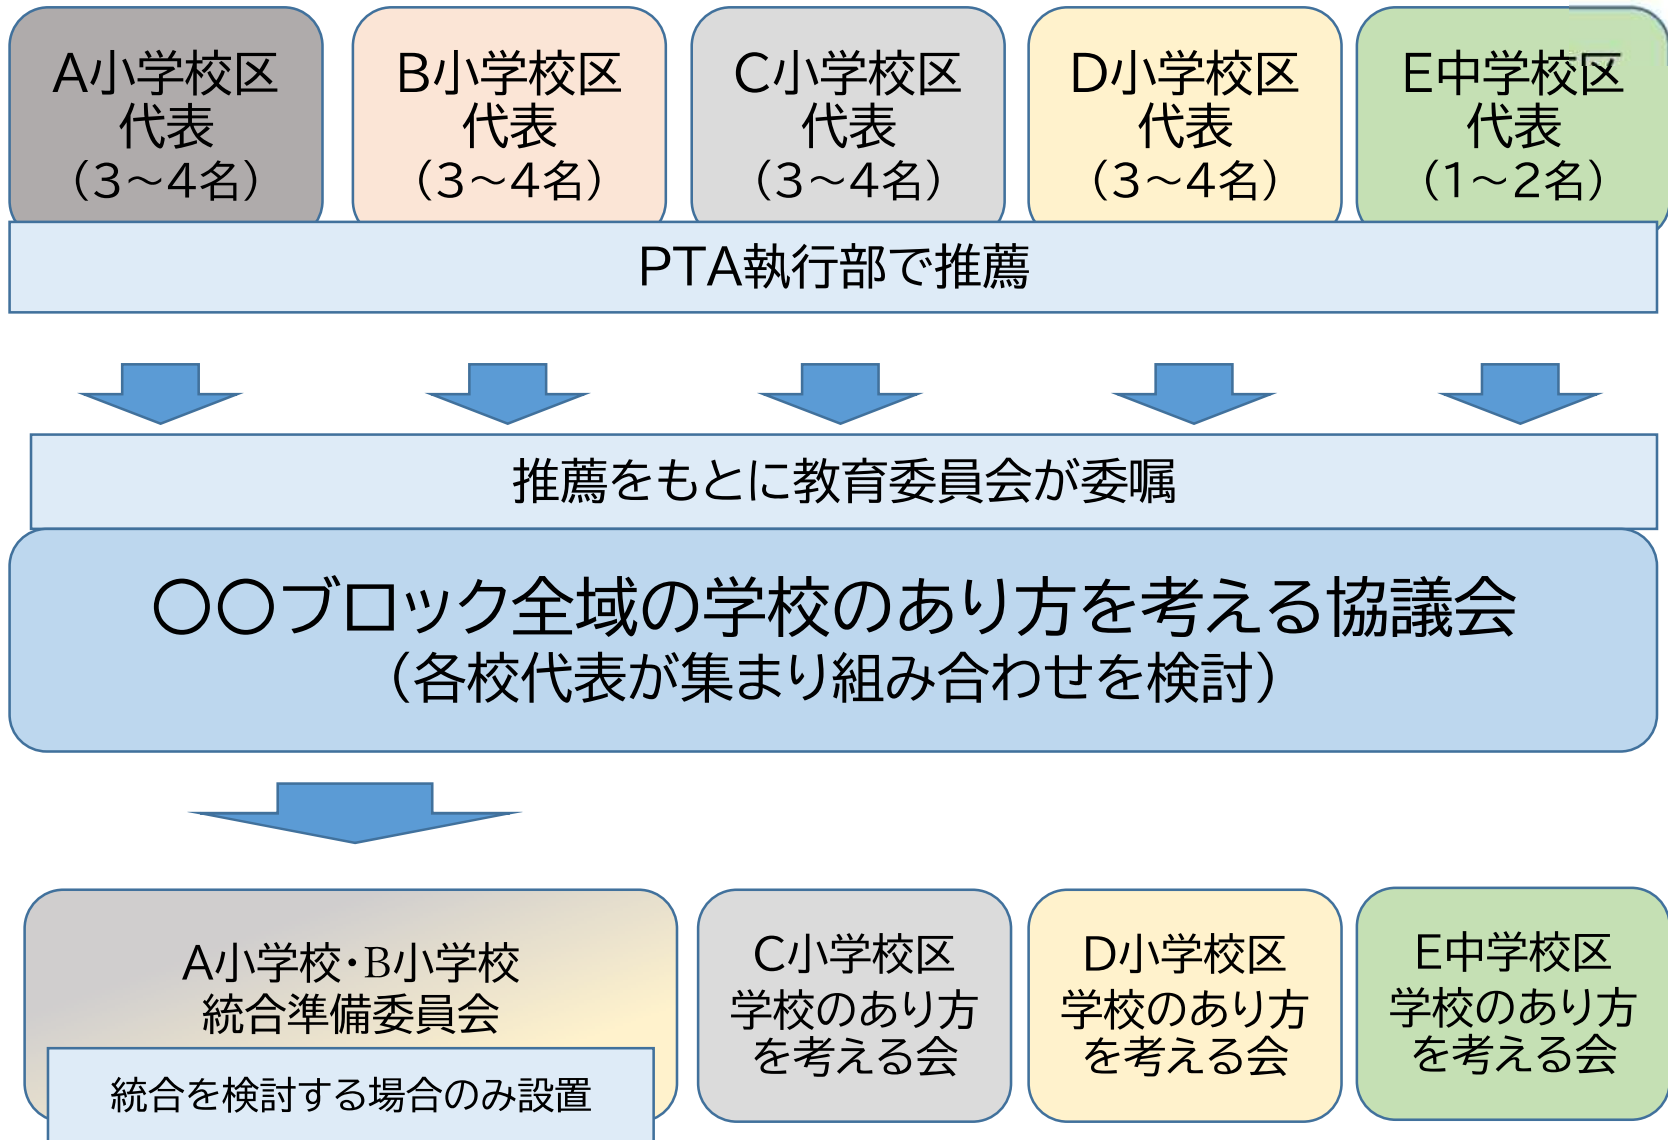 A小学校区
代表
（3～4名）
B小学校区
代表
（3～4名）
C小学校区
代表
（3～4名）
D小学校区
代表
（3～4名）
E中学校区
代表
（1～2名）
PTA執行部で推薦
推薦をもとに教育委員会が委嘱
〇〇ブロック全域の学校のあり方を考える協議会
（各校代表が集まり組み合わせを検討）
A小学校・B小学校
統合準備委員会
統合を検討する場合のみ設置
C小学校区
学校のあり方
を考える会
D小学校区
学校のあり方
を考える会
E中学校区
学校のあり方
を考える会